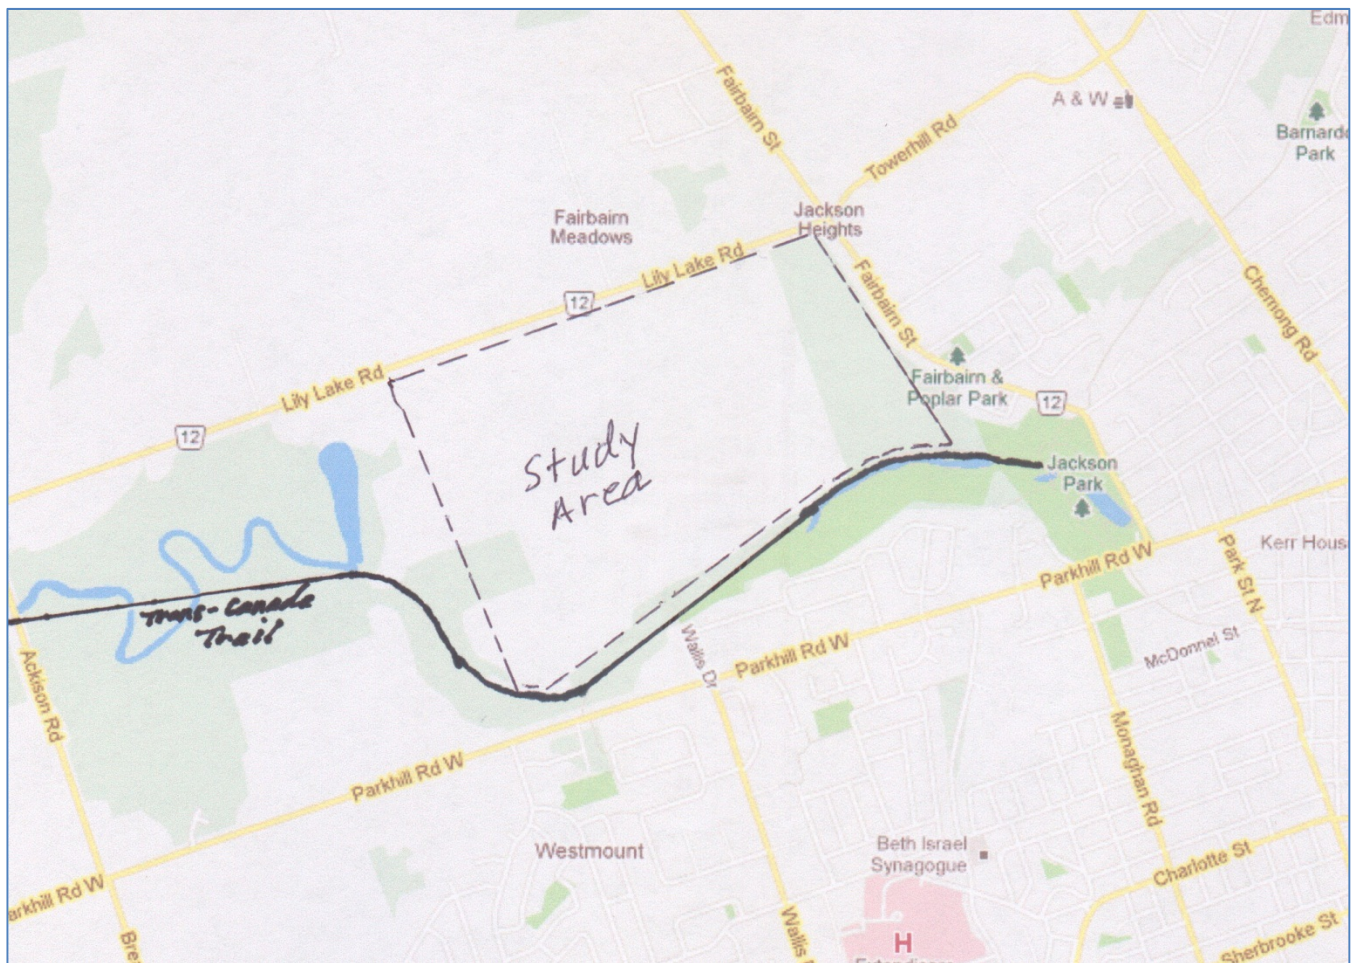 Edm
Fairbairn St
A & W
Towerhill Rd
Barnardo
Park
Fairbairn
Meadows
Jackson
Heights
Lily Lake Rd
12
Fairbairn St
Chemong Rd
Lily Lake Rd
12
Fairbairn &
Poplar Park
12
Study
Area
Jackson
Park
Trans-Canada
Trail
Parkhill Rd W
Park St N
Kerr Hous
Ackison Rd
Wallis Dr
Parkhill Rd W
McDonnel St
Parkhill Rd W
Monaghan Rd
Westmount
Beth Israel
Synagogue
Charlotte St
arkhill Rd W
Brea
Wallis
H
Sherbrooke St